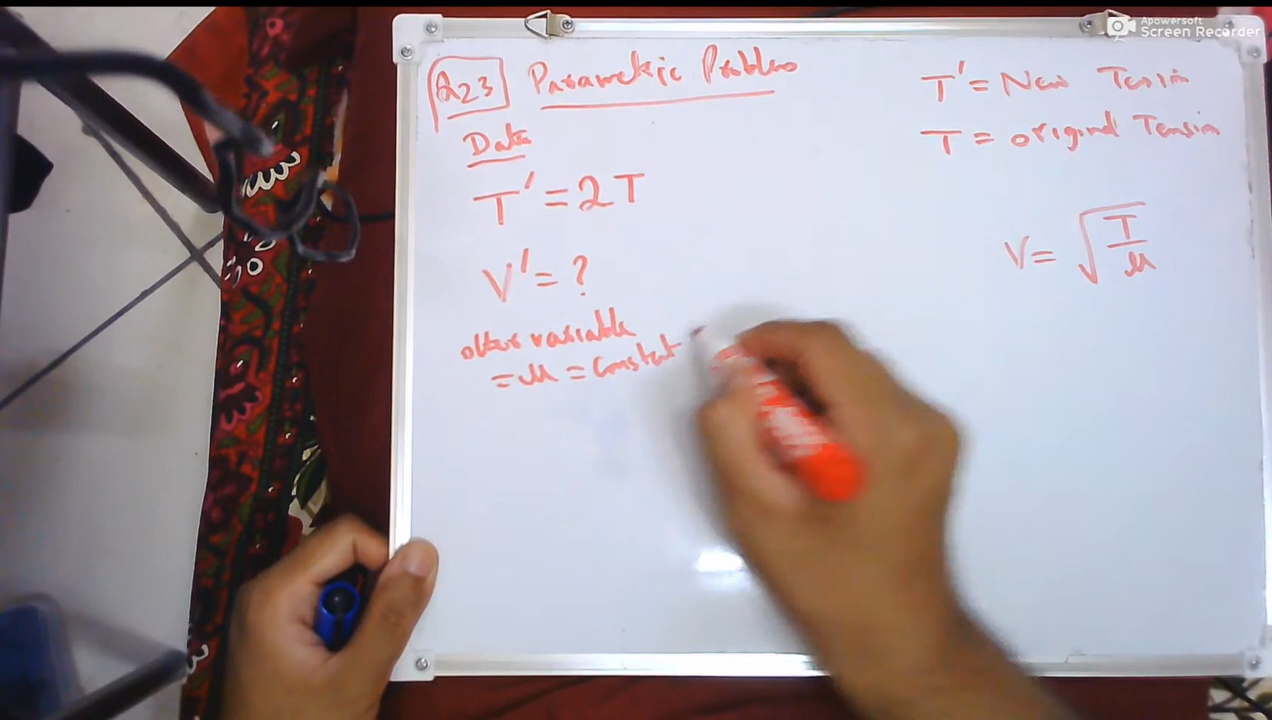 Q23 Parametric Problem
Data
T' = 2T
V' = ?
other variable
= μ = Constant
T' = New Tension
T = original Tension
V = √(T/μ)
Apowersoft
Screen Recorder